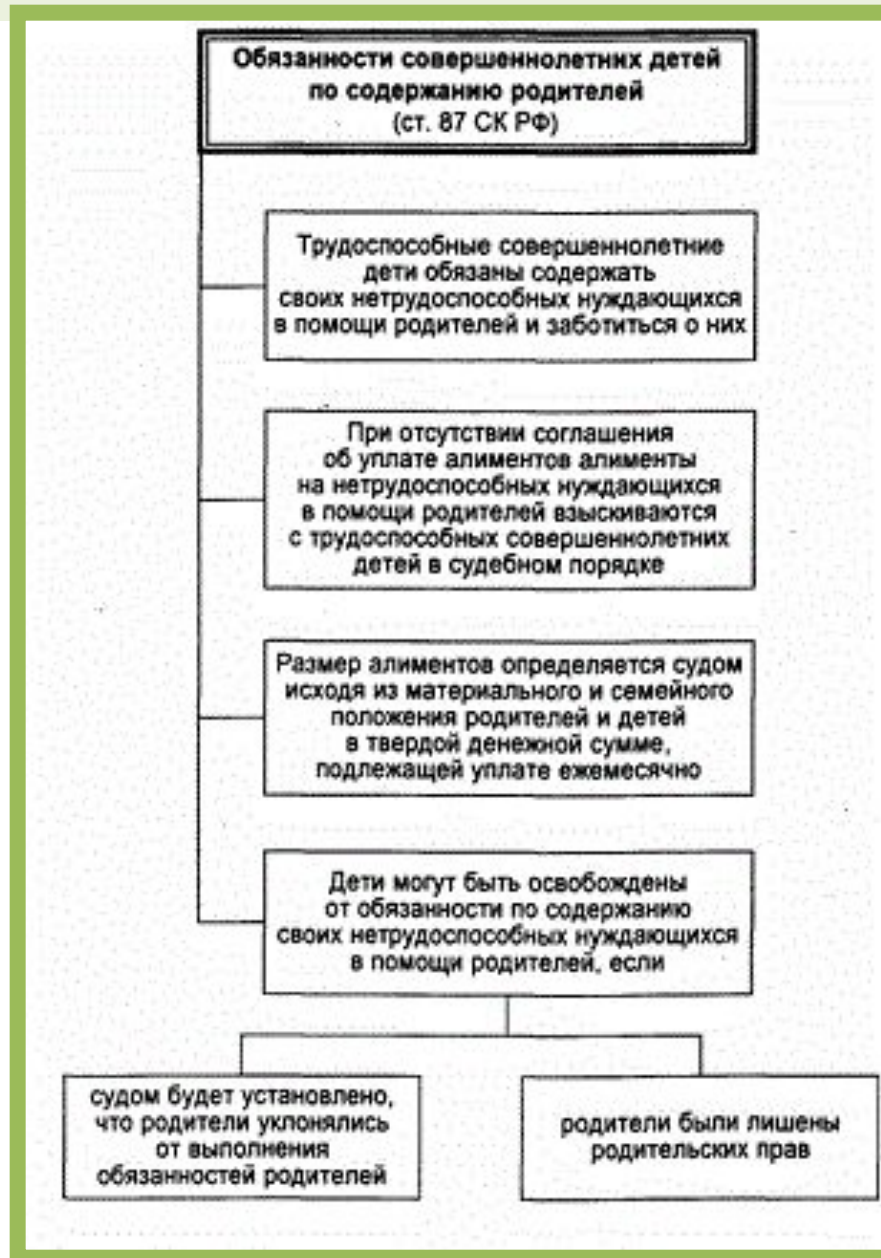 Обязанности совершеннолетних детей
по содержанию родителей
(ст. 87 СК РФ)
Трудоспособные совершеннолетние
дети обязаны содержать
своих нетрудоспособных нуждающихся
в помощи родителей и заботиться о них
При отсутствии соглашения
об уплате алиментов алименты
на нетрудоспособных нуждающихся
в помощи родителей взыскиваются
с трудоспособных совершеннолетних
детей в судебном порядке
Размер алиментов определяется судом
исходя из материального и семейного
положения родителей и детей
в твердой денежной сумме,
подлежащей уплате ежемесячно
Дети могут быть освобождены
от обязанности по содержанию
своих нетрудоспособных нуждающихся
в помощи родителей, если
судом будет установлено,
что родители уклонялись
от выполнения
обязанностей родителей
родители были лишены
родительских прав